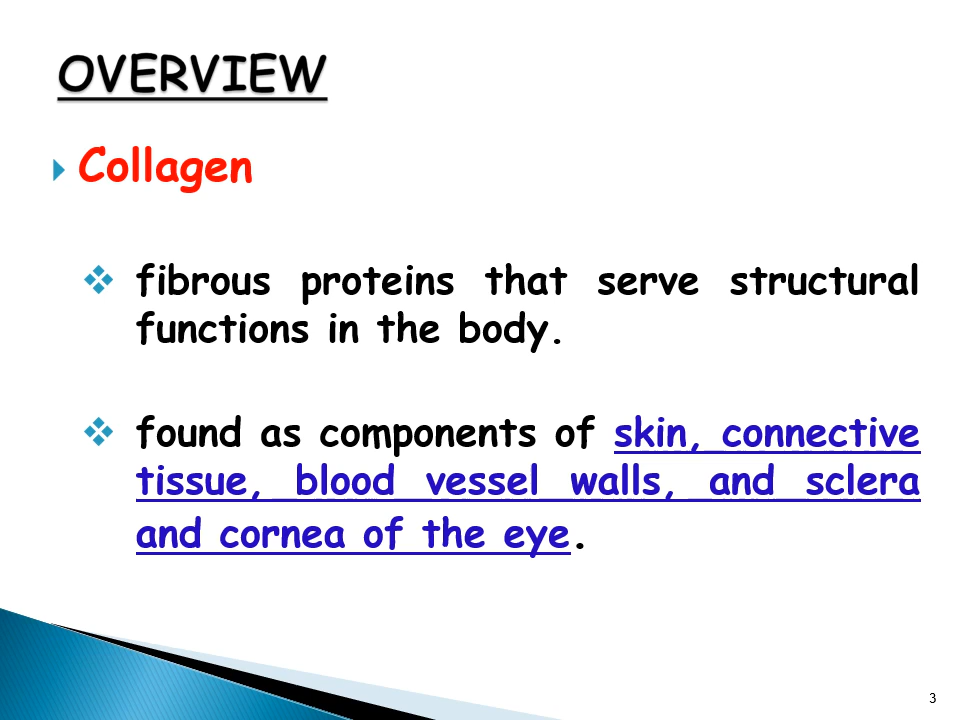 OVERVIEW
Collagen
fibrous proteins that serve structural
functions in the body.
found as components of skin, connective
tissue, blood vessel walls, and sclera
and cornea of the eye.
3